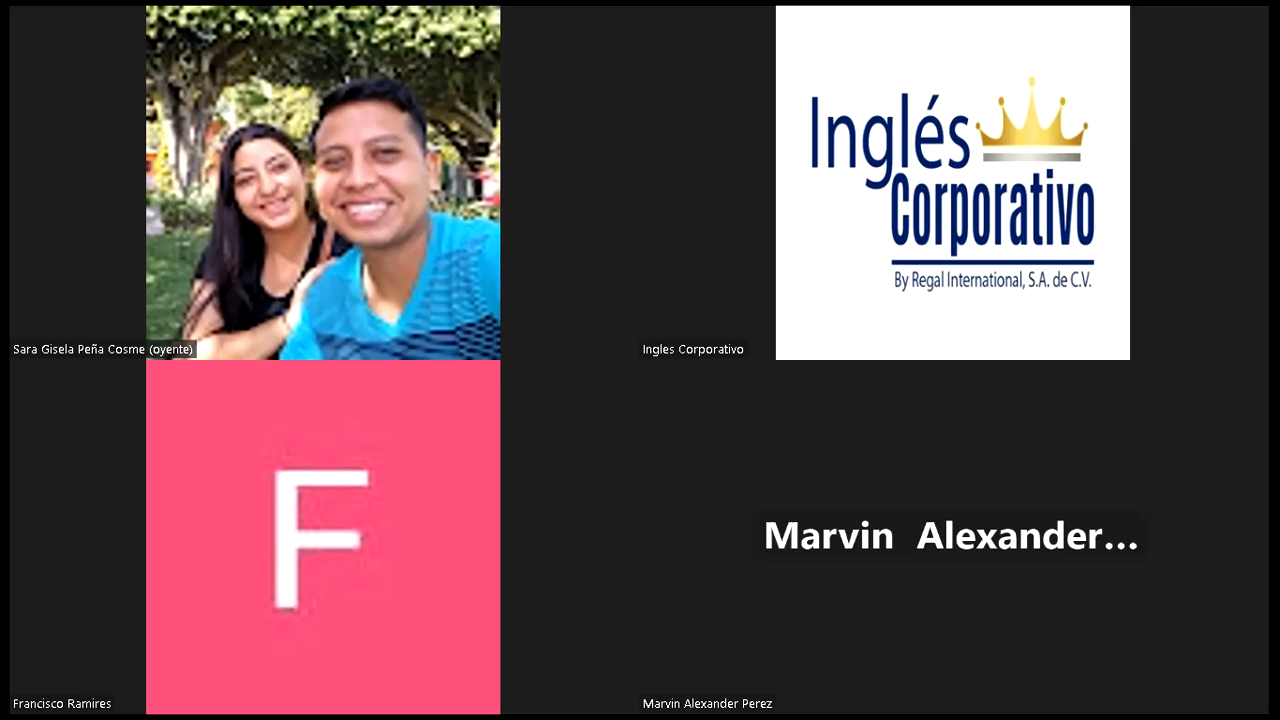 Inglés
Corporativo
By Regal International, S.A. de C.V.
Sara Gisela Peña Cosme (oyente)
Ingles Corporativo
F
Marvin Alexander...
Francisco Ramires
Marvin Alexander Perez